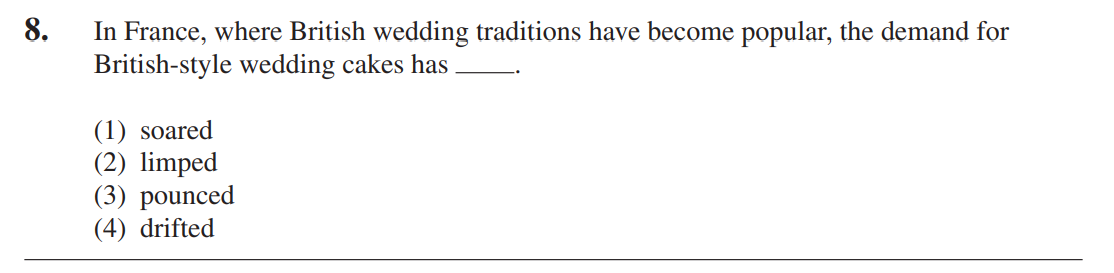 8. In France, where British wedding traditions have become popular, the demand for
British-style wedding cakes has _____.
(1) soared
(2) limped
(3) pounced
(4) drifted